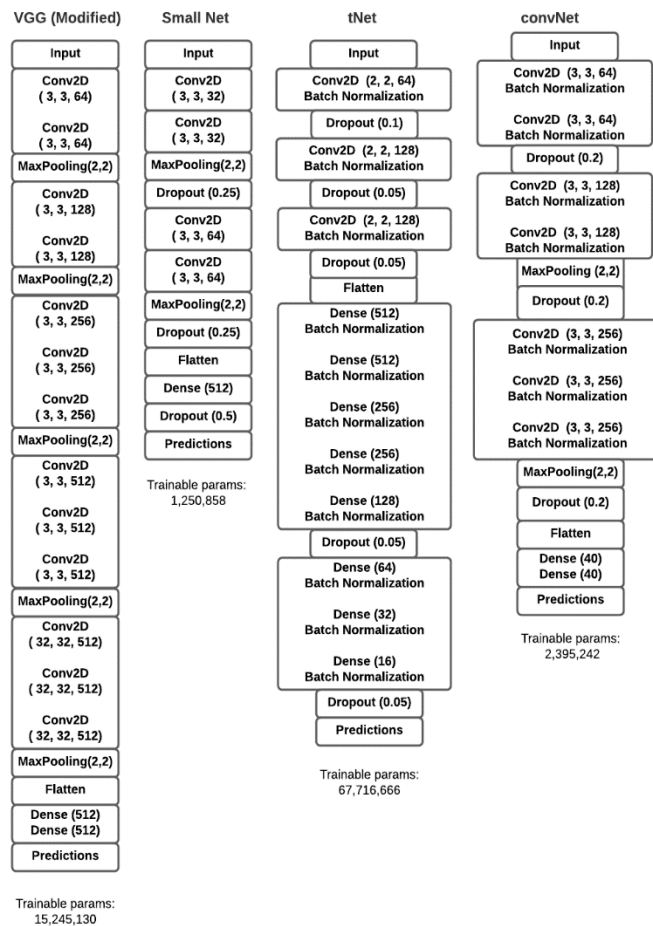 VGG (Modified)
Input
Conv2D
( 3, 3, 64)
Conv2D
( 3, 3, 64)
MaxPooling(2,2)
Conv2D
( 3, 3, 128)
Conv2D
( 3, 3, 128)
MaxPooling(2,2)
Conv2D
( 3, 3, 256)
Conv2D
( 3, 3, 256)
Conv2D
( 3, 3, 256)
MaxPooling(2,2)
Conv2D
( 3, 3, 512)
Conv2D
( 3, 3, 512)
Conv2D
( 3, 3, 512)
MaxPooling(2,2)
Conv2D
( 32, 32, 512)
Conv2D
( 32, 32, 512)
Conv2D
( 32, 32, 512)
MaxPooling(2,2)
Flatten
Dense (512)
Dense (512)
Predictions
Trainable params:
15,245,130
Small Net
Input
Conv2D
( 3, 3, 32)
Conv2D
( 3, 3, 32)
MaxPooling(2,2)
Dropout (0.25)
Conv2D
( 3, 3, 64)
Conv2D
( 3, 3, 64)
MaxPooling(2,2)
Dropout (0.25)
Flatten
Dense (512)
Dropout (0.5)
Predictions
Trainable params:
1,250,858
tNet
Input
Conv2D (2, 2, 64)
Batch Normalization
Dropout (0.1)
Conv2D (2, 2, 128)
Batch Normalization
Dropout (0.05)
Conv2D (2, 2, 128)
Batch Normalization
Dropout (0.05)
Flatten
Dense (512)
Batch Normalization
Dense (512)
Batch Normalization
Dense (256)
Batch Normalization
Dense (256)
Batch Normalization
Dense (128)
Batch Normalization
Dropout (0.05)
Dense (64)
Batch Normalization
Dense (32)
Batch Normalization
Dense (16)
Batch Normalization
Dropout (0.05)
Predictions
Trainable params:
67,716,666
convNet
Input
Conv2D (3, 3, 64)
Batch Normalization
Conv2D (3, 3, 64)
Batch Normalization
Dropout (0.2)
Conv2D (3, 3, 128)
Batch Normalization
Conv2D (3, 3, 128)
Batch Normalization
MaxPooling (2,2)
Dropout (0.2)
Conv2D (3, 3, 256)
Batch Normalization
Conv2D (3, 3, 256)
Batch Normalization
Conv2D (3, 3, 256)
Batch Normalization
MaxPooling(2,2)
Dropout (0.2)
Flatten
Dense (40)
Dense (40)
Predictions
Trainable params:
2,395,242